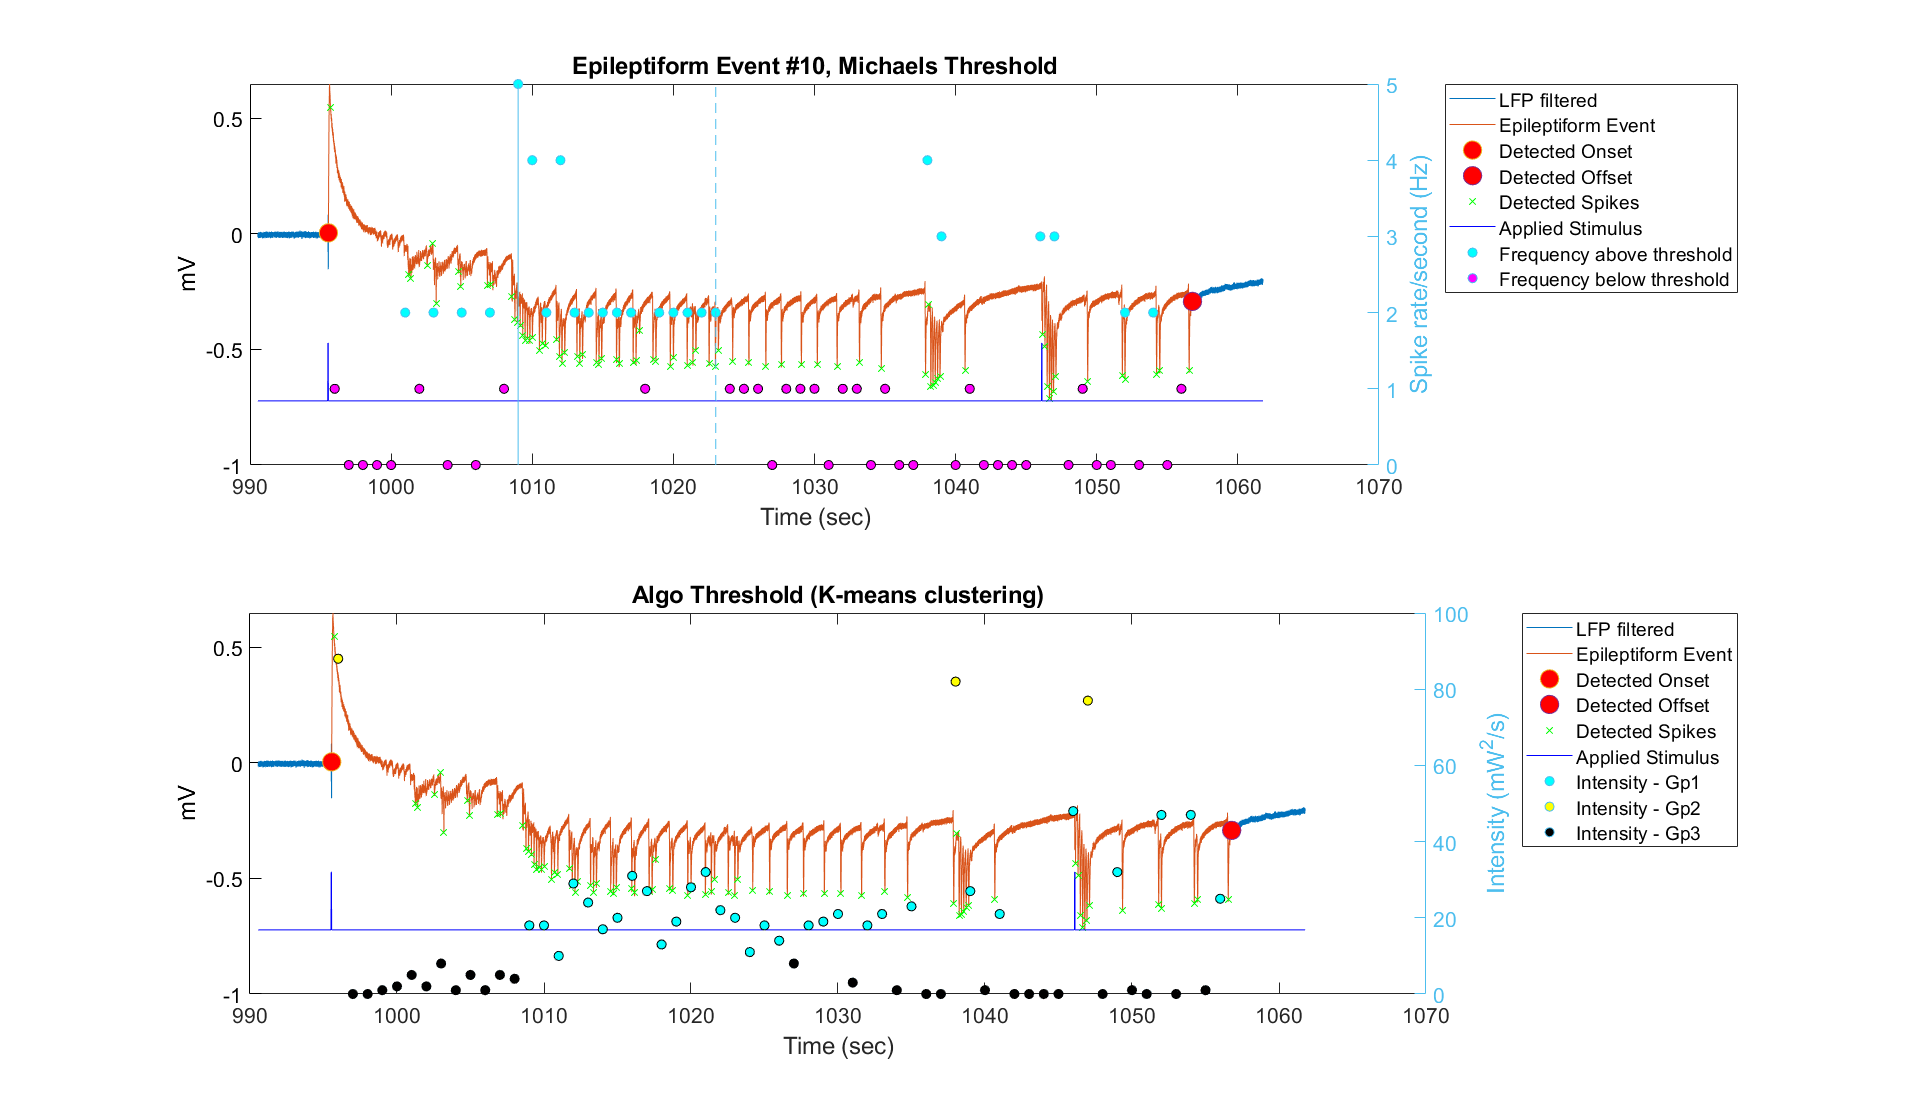 Epileptiform Event #10, Michaels Threshold
mV
0.5
0
-0.5
-1
990 1000 1010 1020 1030 1040 1050 1060 1070
Time (sec)
5
4
3
2
1
0
Spike rate/second (Hz)
LFP filtered
Epileptiform Event
Detected Onset
Detected Offset
Detected Spikes
Applied Stimulus
Frequency above threshold
Frequency below threshold
Algo Threshold (K-means clustering)
mV
0.5
0
-0.5
-1
990 1000 1010 1020 1030 1040 1050 1060 1070
Time (sec)
100
80
60
40
20
0
Intensity (mW²/s)
LFP filtered
Epileptiform Event
Detected Onset
Detected Offset
Detected Spikes
Applied Stimulus
Intensity - Gp1
Intensity - Gp2
Intensity - Gp3